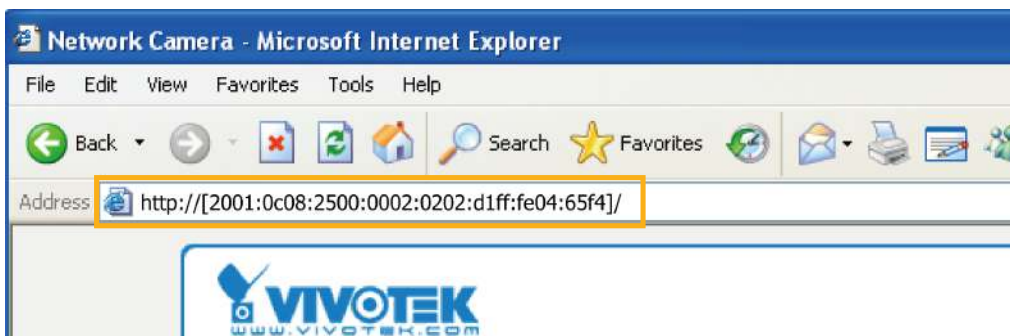 Network Camera - Microsoft Internet Explorer
File Edit View Favorites Tools Help
Back Search Favorites
Address http://[2001:0c08:2500:0002:0202:d1ff:fe04:65f4]/
VIVOTEK
www.vivotek.com